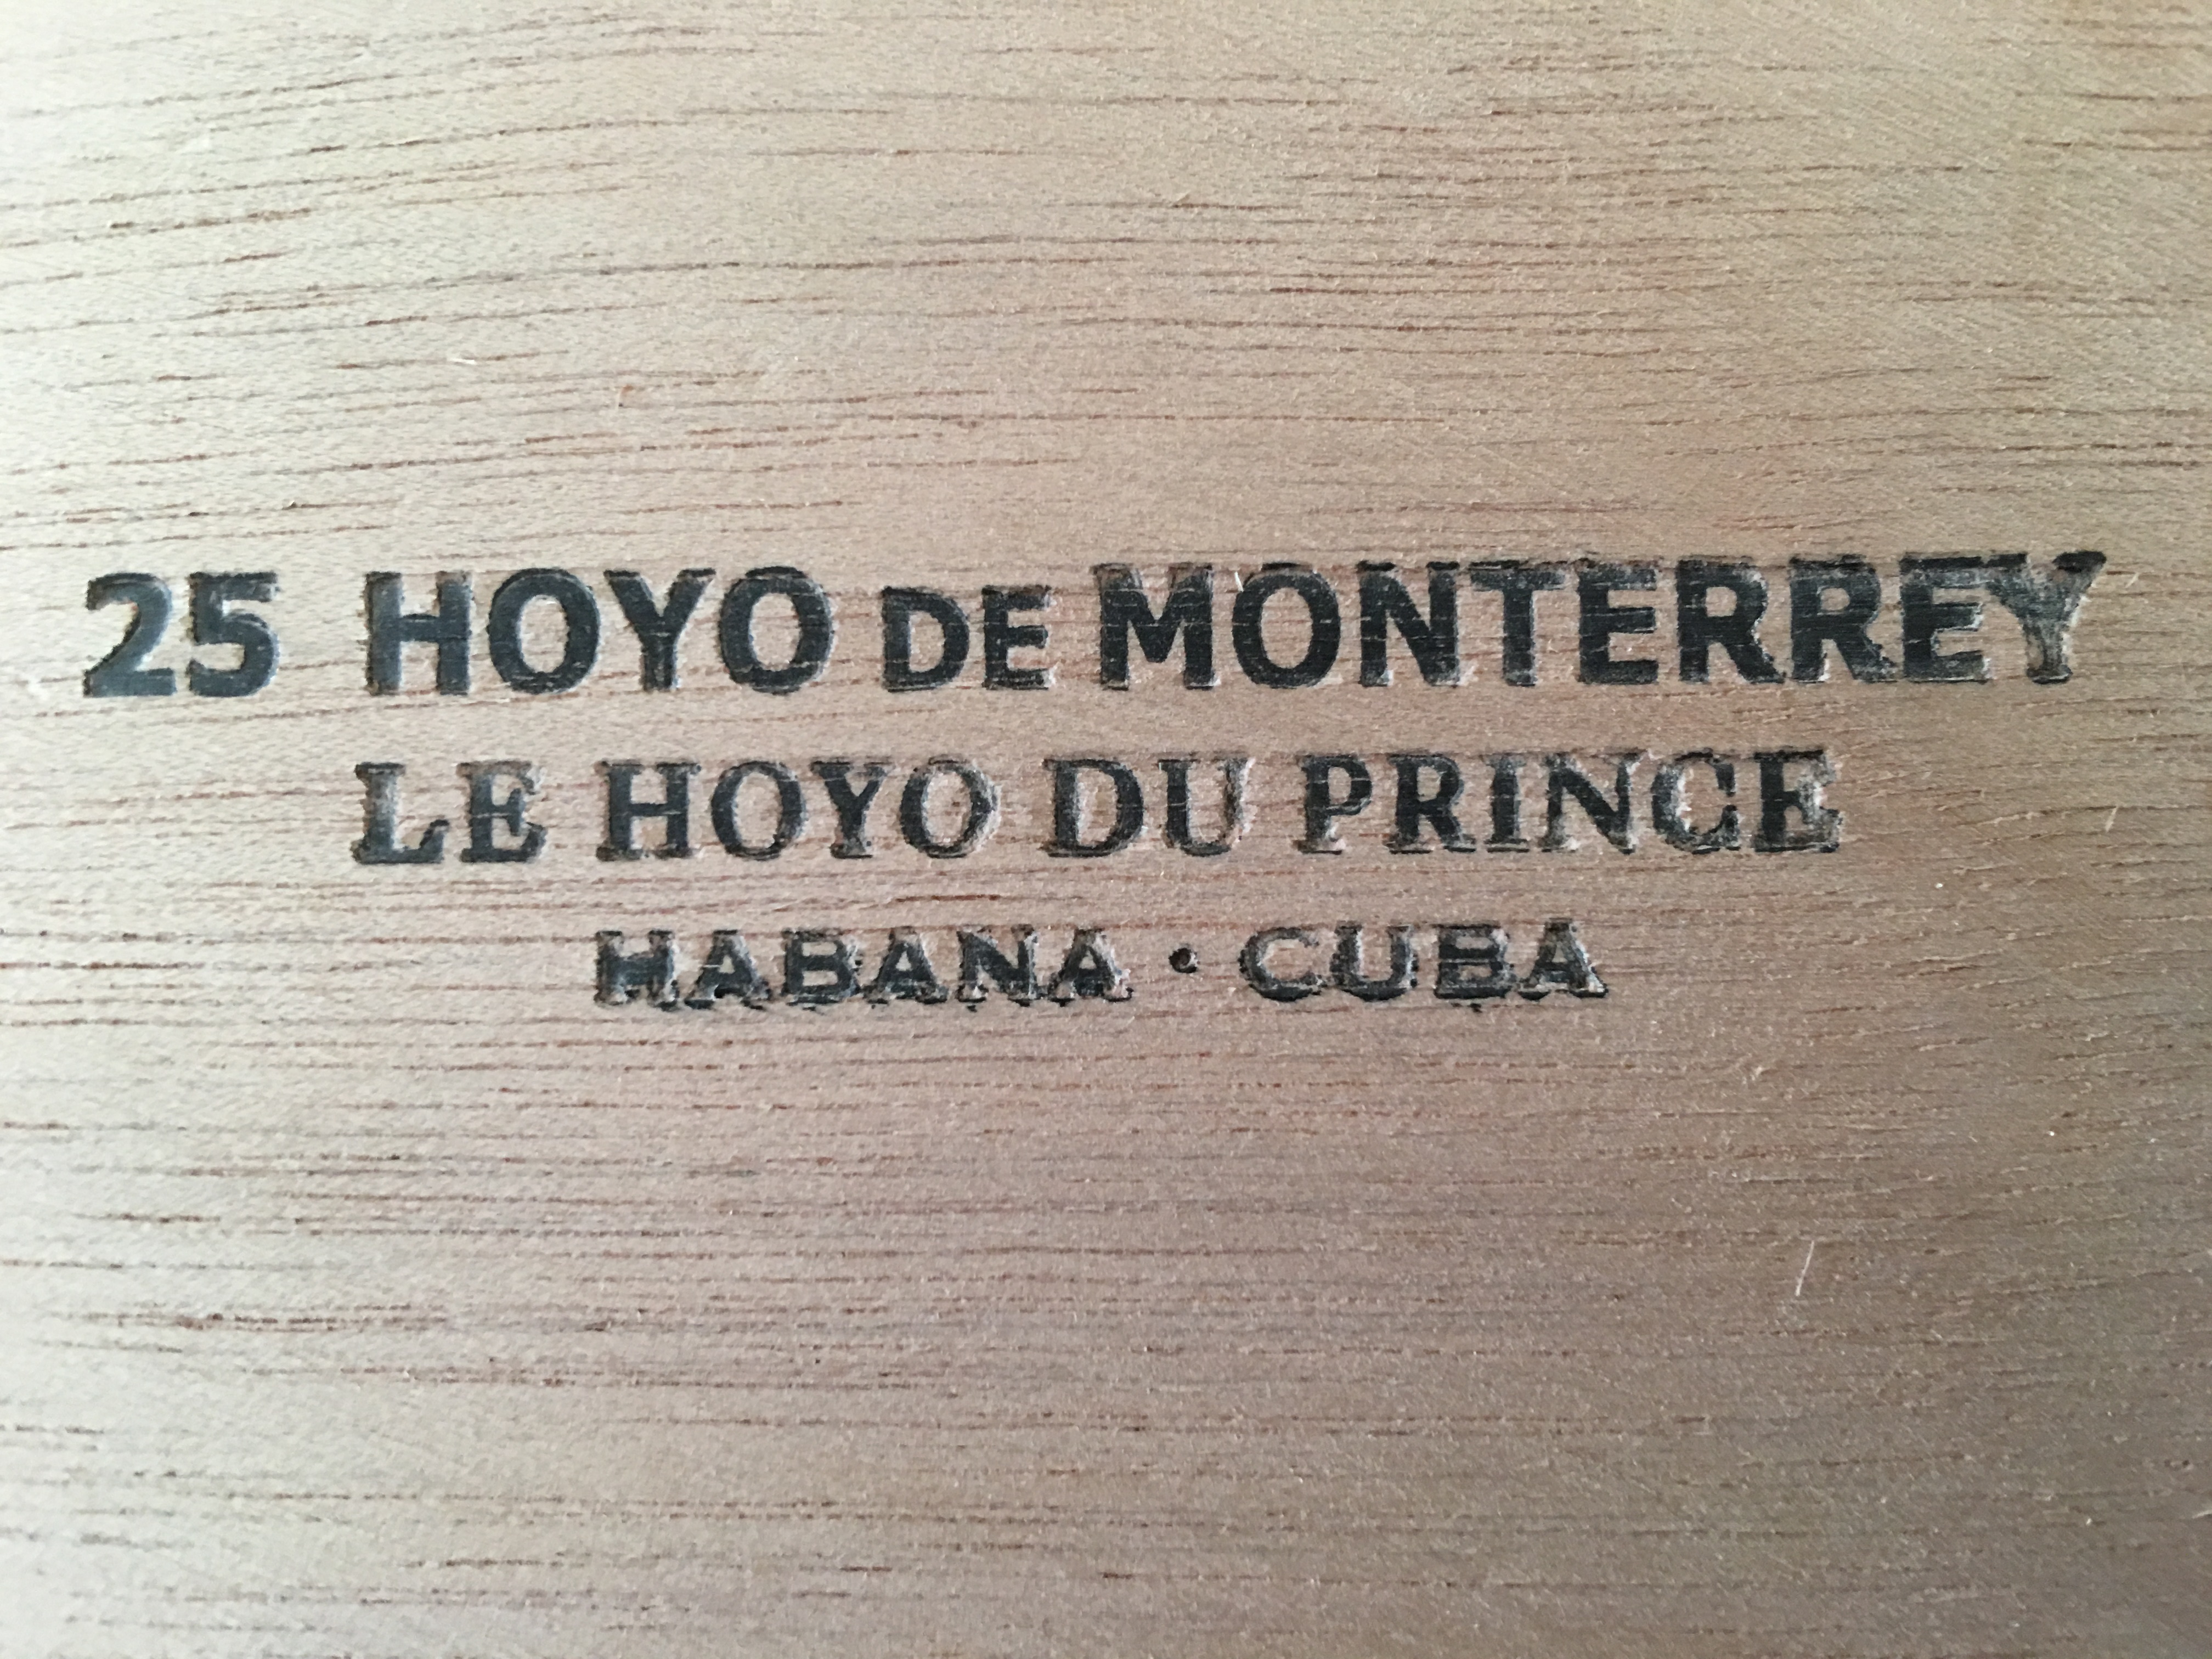 25 HOYO DE MONTERREY
LE HOYO DU PRINCE
HABANA · CUBA